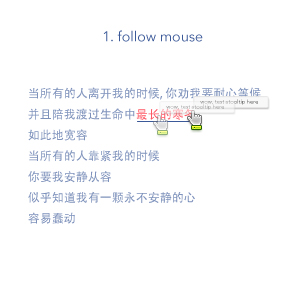 1. follow mouse
wow, test stooltip here
wow, test stooltip here
当所有的人离开我的时候, 你劝我要耐心等候
并且陪我渡过生命中最长的寒冬
如此地宽容
当所有的人靠紧我的时候
你要我安静从容
似乎知道我有一颗永不安静的心
容易蠢动